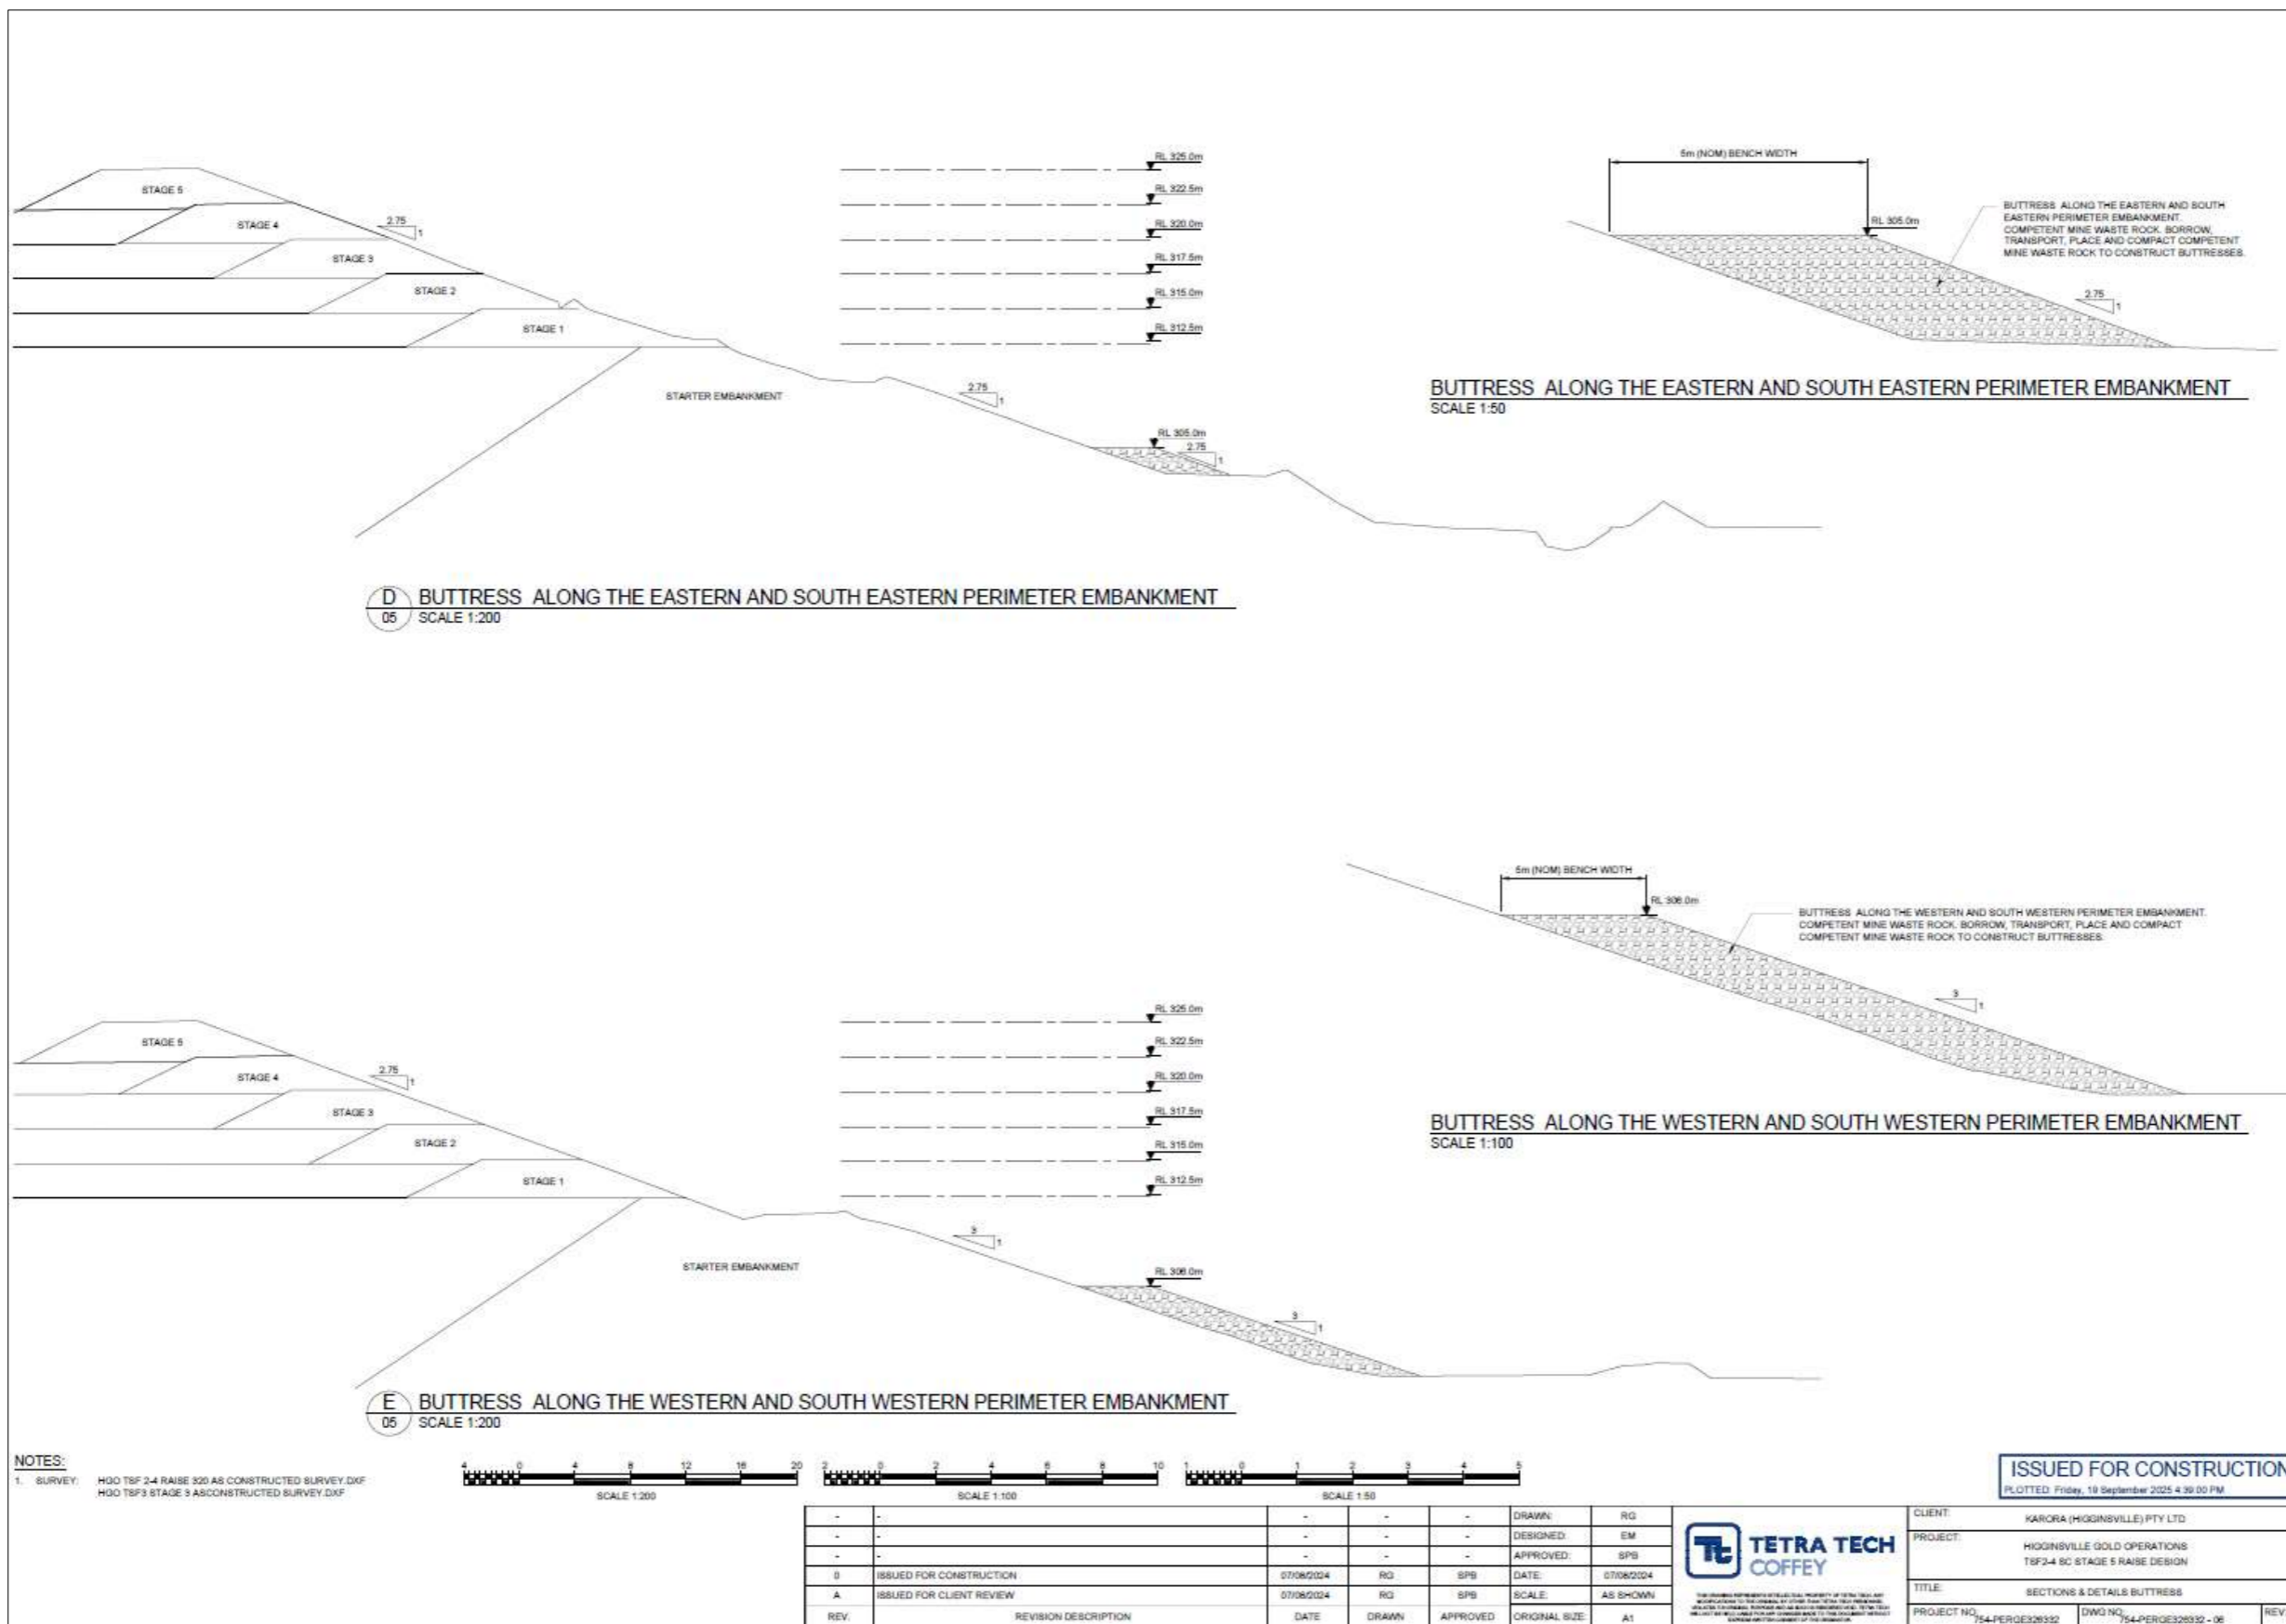 STAGE 5
STAGE 4
STAGE 3
STAGE 2
STAGE 1
2.75
1
STARTER EMBANKMENT
RL 325.0m
RL 322.5m
RL 320.0m
RL 317.5m
RL 315.0m
RL 312.5m
2.75
1
RL 305.0m
2.75
1
D
05
BUTTRESS ALONG THE EASTERN AND SOUTH EASTERN PERIMETER EMBANKMENT
SCALE 1:200
5m (NOM) BENCH WIDTH
RL 305.0m
BUTTRESS ALONG THE EASTERN AND SOUTH
EASTERN PERIMETER EMBANKMENT.
COMPETENT MINE WASTE ROCK. BORROW,
TRANSPORT, PLACE AND COMPACT COMPETENT
MINE WASTE ROCK TO CONSTRUCT BUTTRESSES.
2.75
1
BUTTRESS ALONG THE EASTERN AND SOUTH EASTERN PERIMETER EMBANKMENT
SCALE 1:50
5m (NOM) BENCH WIDTH
RL 306.0m
BUTTRESS ALONG THE WESTERN AND SOUTH WESTERN PERIMETER EMBANKMENT.
COMPETENT MINE WASTE ROCK. BORROW, TRANSPORT, PLACE AND COMPACT
COMPETENT MINE WASTE ROCK TO CONSTRUCT BUTTRESSES.
3
1
BUTTRESS ALONG THE WESTERN AND SOUTH WESTERN PERIMETER EMBANKMENT
SCALE 1:100
STAGE 5
STAGE 4
STAGE 3
STAGE 2
STAGE 1
2.75
1
STARTER EMBANKMENT
RL 325.0m
RL 322.5m
RL 320.0m
RL 317.5m
RL 315.0m
RL 312.5m
3
1
RL 306.0m
3
1
E
05
BUTTRESS ALONG THE WESTERN AND SOUTH WESTERN PERIMETER EMBANKMENT
SCALE 1:200
NOTES:
1. SURVEY: HGO TSF 2-4 RAISE 320 AS CONSTRUCTED SURVEY.DXF
HGO TSF3 STAGE 3 ASCONSTRUCTED SURVEY.DXF
4 0 4 8 12 16 20
SCALE 1:200
2 0 2 4 6 8 10
SCALE 1:100
1 0 1 2 3 4 5
SCALE 1:50
ISSUED FOR CONSTRUCTION
PLOTTED: Friday, 19 September 2025 4:39:00 PM
- - - - -
- - - - -
- - - - -
0 ISSUED FOR CONSTRUCTION 07/08/2024 RG SPB
A ISSUED FOR CLIENT REVIEW 07/08/2024 RG SPB
REV. REVISION DESCRIPTION DATE DRAWN APPROVED
DRAWN: RG
DESIGNED: EM
APPROVED: SPB
DATE: 07/08/2024
SCALE: AS SHOWN
ORIGINAL SIZE: A1
Tt TETRA TECH
COFFEY
CLIENT: KARORA (HIGGINSVILLE) PTY LTD
PROJECT: HIGGINSVILLE GOLD OPERATIONS
TSF2-4 SC STAGE 5 RAISE DESIGN
TITLE: SECTIONS & DETAILS BUTTRESS
PROJECT NO: 754-PERGE326332
DWG NO: 754-PERGE326332 - 06
REV